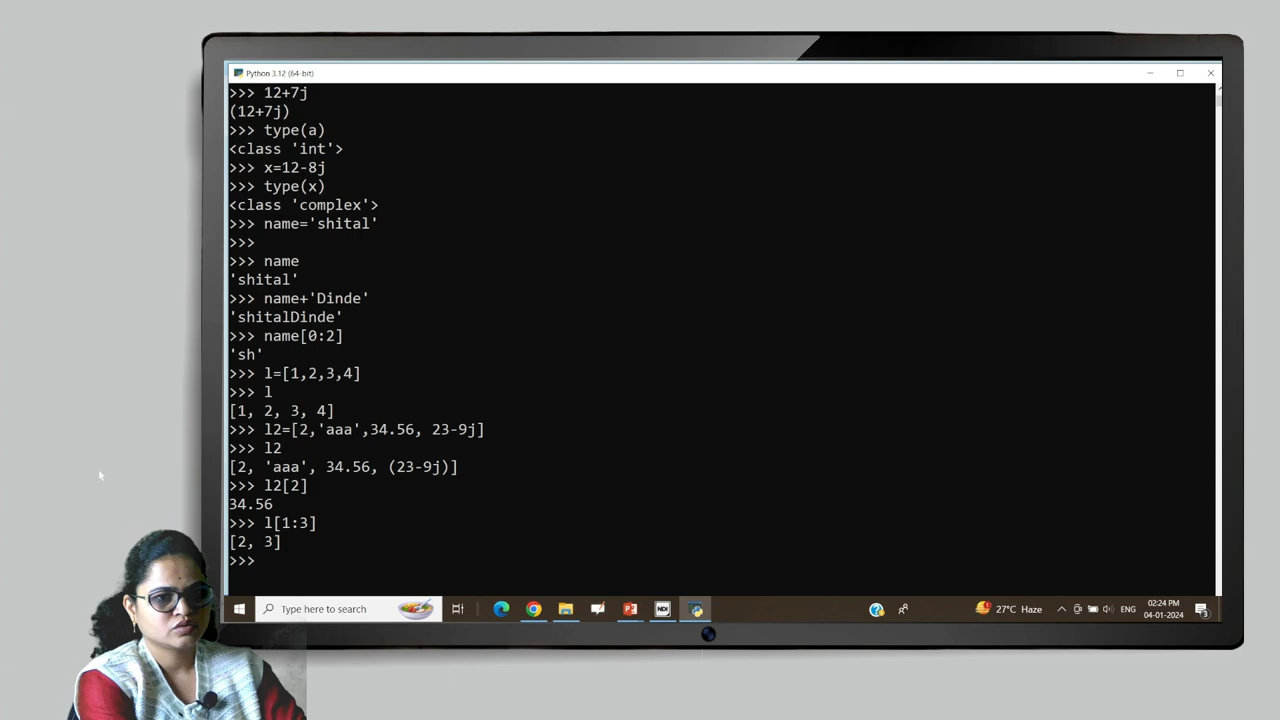 Python 3.12 (64-bit)
>>> 12+7j
(12+7j)
>>> type(a)
<class 'int'>
>>> x=12-8j
>>> type(x)
<class 'complex'>
>>> name='shital'
>>>
>>> name
'shital'
>>> name+'Dinde'
'shitalDinde'
>>> name[0:2]
'sh'
>>> l=[1,2,3,4]
>>> l
[1, 2, 3, 4]
>>> l2=[2,'aaa',34.56, 23-9j]
>>> l2
[2, 'aaa', 34.56, (23-9j)]
>>> l2[2]
34.56
>>> l[1:3]
[2, 3]
>>>
Type here to search
NDI
27°C Haze
ENG
02:24 PM
04-01-2024
3